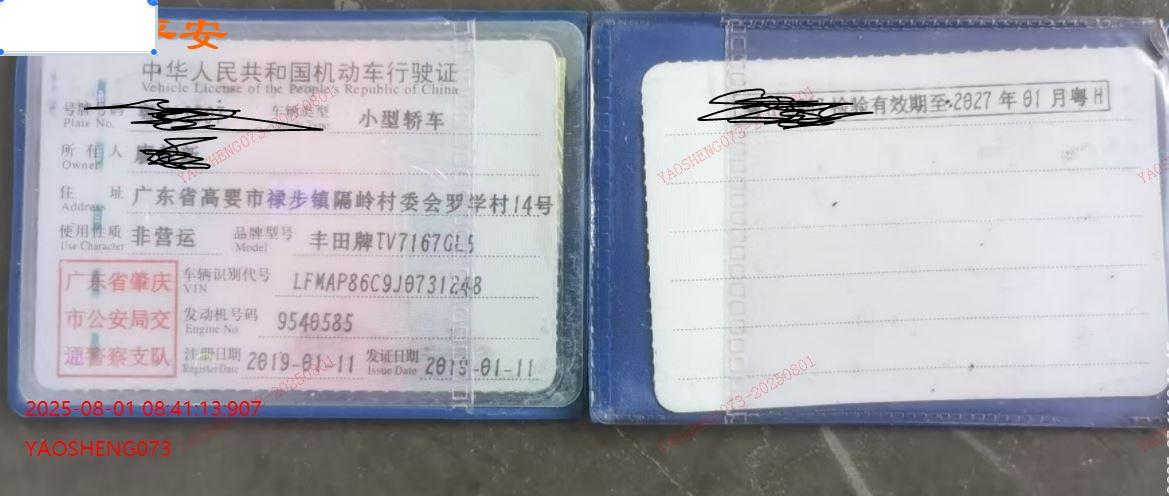 平安
中华人民共和国机动车行驶证
Vehicle License of the People's Republic of China
号牌号码 车辆类型 小型轿车
Plate No.
所有人
Owner
住址 广东省高要市禄步镇隔岭村委会罗学村14号
Address
使用性质 非营运 品牌型号 丰田牌TV7167GL5
Use Character Model
广东省肇庆
市公安局交
通警察支队
车辆识别代号 LFMAP86C9J0731248
VIN
发动机号码 9540585
Engine No.
注册日期 2019-01-11 发证日期 2019-01-11
Register Date Issue Date
检验有效期至:2027年01月粤H
2025-08-01 08:41:13:907
YAOSHENG073
YAOSHENG073-20250801